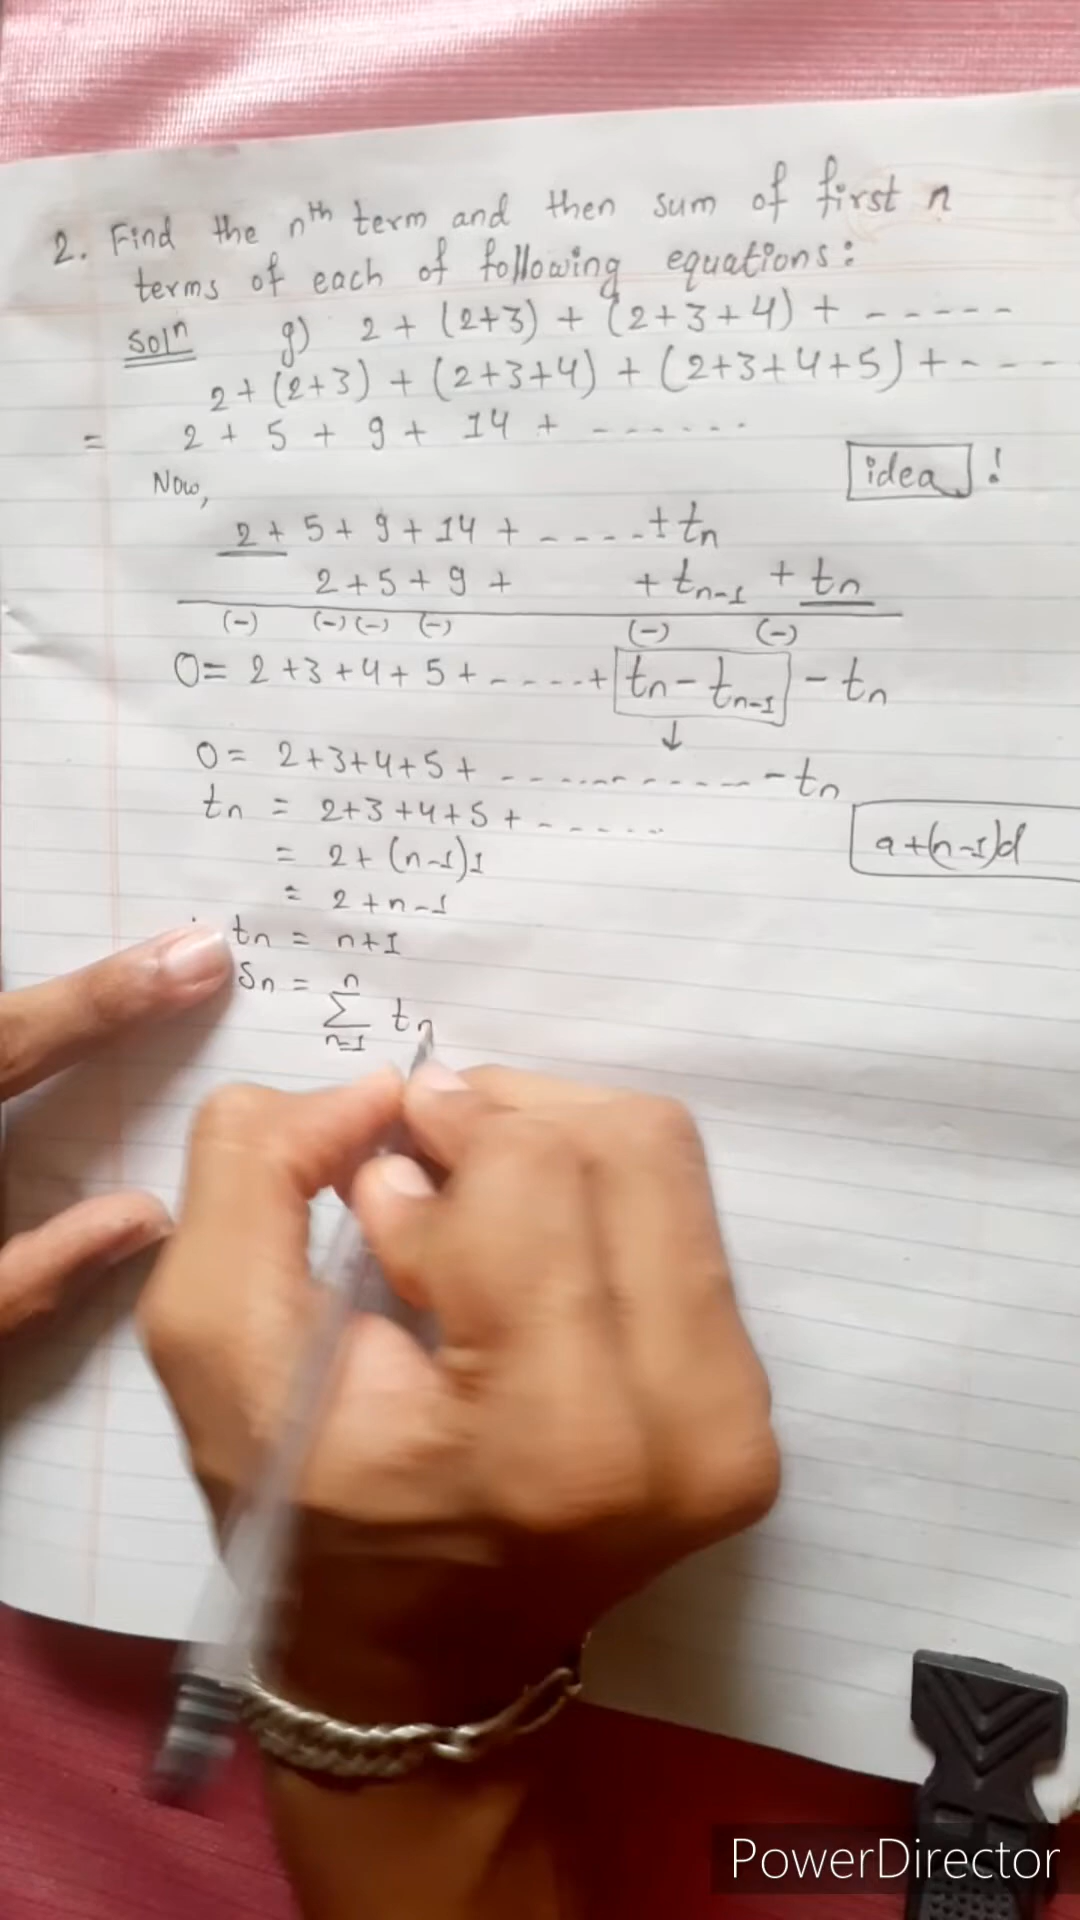 2. Find the nᵗʰ term and then sum of first n
terms of each of following equations:
Solⁿ g) 2 + (2+3) + (2+3+4) + -----
2 + (2+3) + (2+3+4) + (2+3+4+5) + ---
= 2 + 5 + 9 + 14 + ------
Now,
idea !
2 + 5 + 9 + 14 + ----- + tₙ
2 + 5 + 9 + + tₙ₋₁ + tₙ
(-) (-) (-) (-) (-) (-)
0 = 2 + 3 + 4 + 5 + ----- + tₙ - tₙ₋₁ - tₙ
↓
0 = 2+3+4+5+ ----------- - tₙ
tₙ = 2+3+4+5+ ------
a+(n-1)d
= 2 + (n-1)1
= 2 + n - 1
tₙ = n+1
Sₙ = n Σ n=1 tₙ
PowerDirector